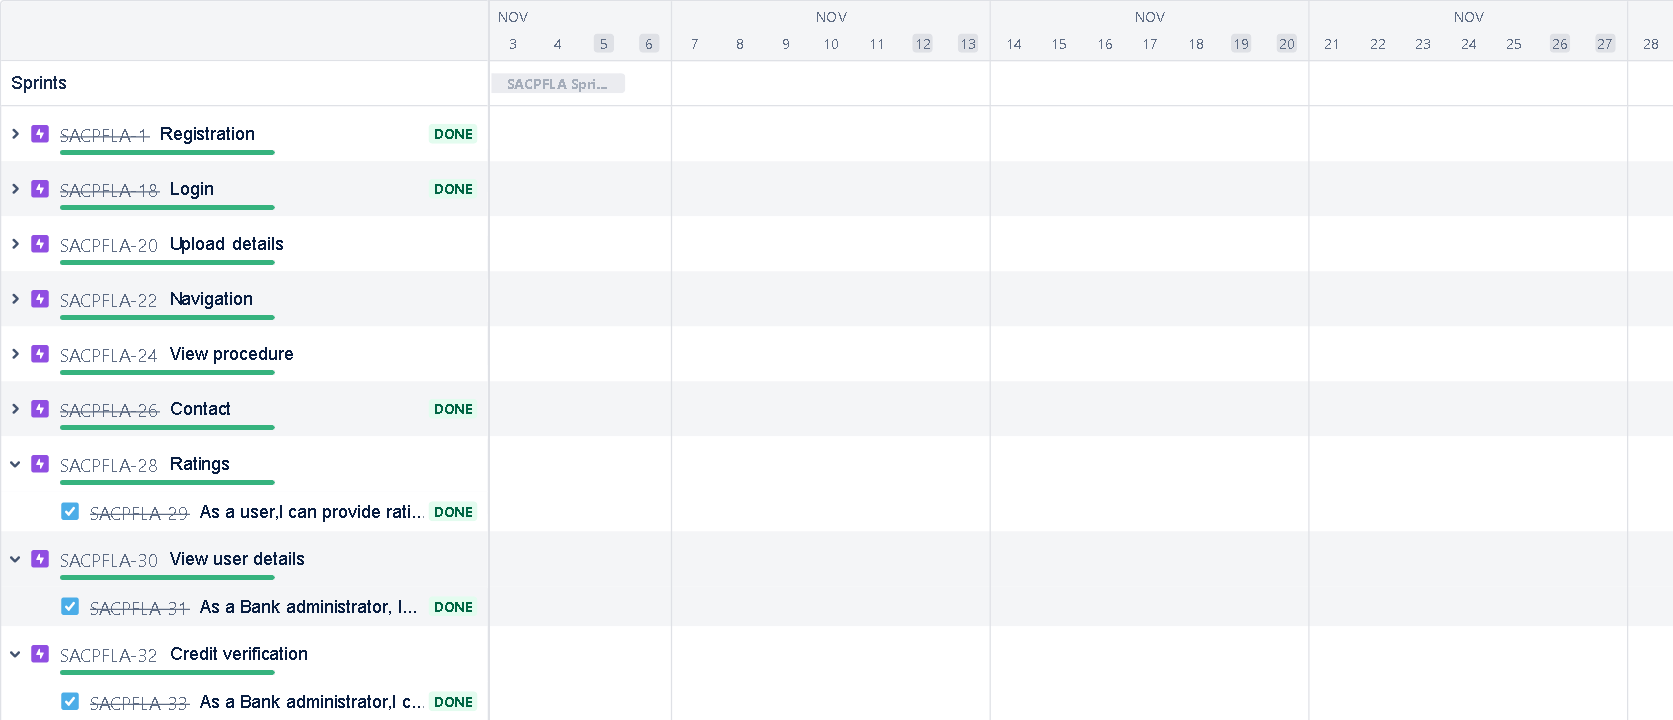 NOV NOV NOV NOV
3 4 5 6 7 8 9 10 11 12 13 14 15 16 17 18 19 20 21 22 23 24 25 26 27 28
Sprints SACPFLA Spri...
SACPFLA-1 Registration DONE
SACPFLA-18 Login DONE
SACPFLA-20 Upload details
SACPFLA-22 Navigation
SACPFLA-24 View procedure
SACPFLA-26 Contact DONE
SACPFLA-28 Ratings
SACPFLA-29 As a user,I can provide rati... DONE
SACPFLA-30 View user details
SACPFLA-31 As a Bank administrator, I... DONE
SACPFLA-32 Credit verification
SACPFLA-33 As a Bank administrator,I c... DONE